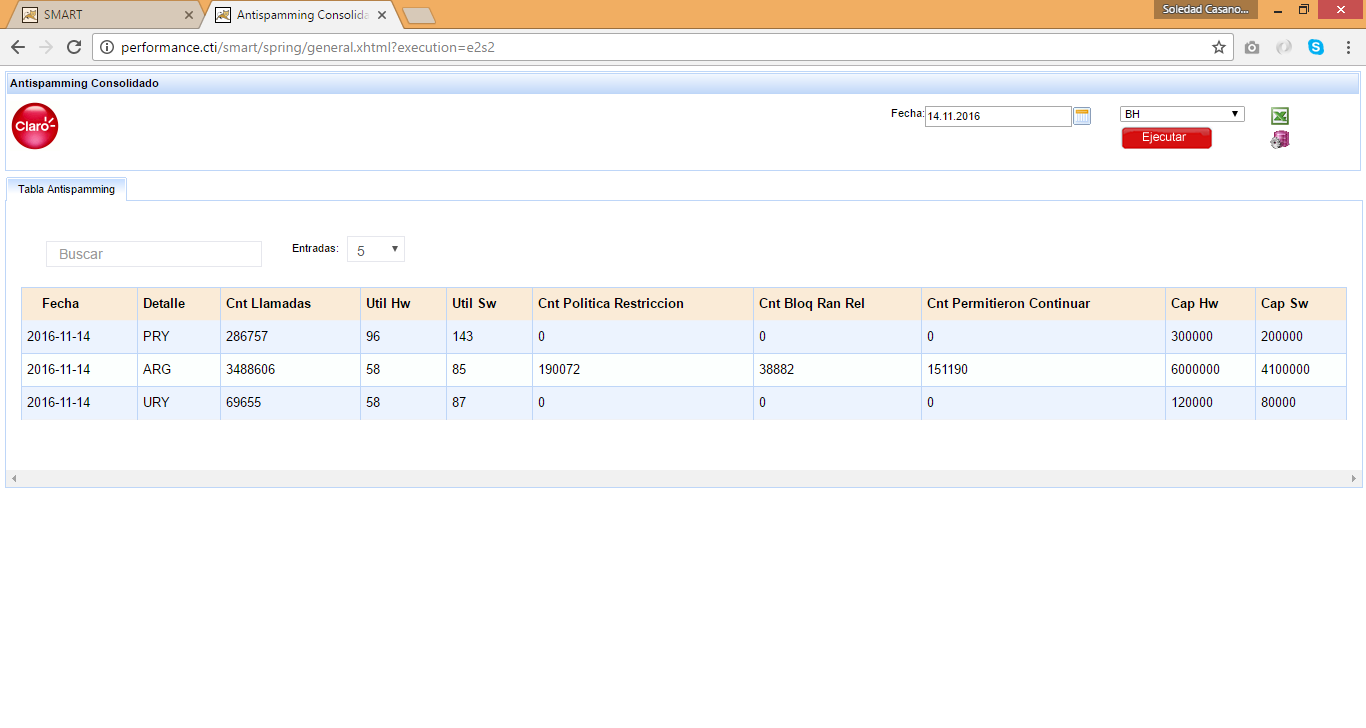 SMART
Antispamming Consolida
Soledad Casano...
performance.cti/smart/spring/general.xhtml?execution=e2s2
Antispamming Consolidado
Claro
Fecha: 14.11.2016 BH
Ejecutar
Tabla Antispamming
Buscar Entradas: 5
Fecha Detalle Cnt Llamadas Util Hw Util Sw Cnt Politica Restriccion Cnt Bloq Ran Rel Cnt Permitieron Continuar Cap Hw Cap Sw
2016-11-14 PRY 286757 96 143 0 0 0 300000 200000
2016-11-14 ARG 3488606 58 85 190072 38882 151190 6000000 4100000
2016-11-14 URY 69655 58 87 0 0 0 120000 80000